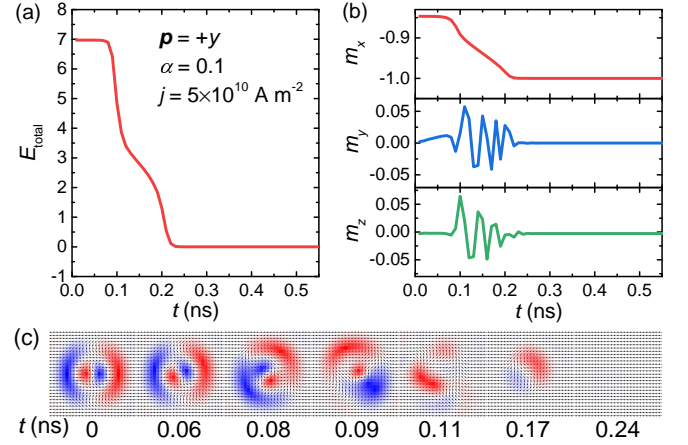 (a)
8
7
6
5
4
3
2
1
0
-1
E_total
p = +y
α = 0.1
j = 5×10^10 A m^-2
0.0 0.1 0.2 0.3 0.4 0.5
t (ns)
(b)
-0.9
-1.0
m_x
0.05
0.00
-0.05
m_y
0.05
0.00
-0.05
m_z
0.0 0.1 0.2 0.3 0.4 0.5
t (ns)
(c)
t (ns) 0 0.06 0.08 0.09 0.11 0.17 0.24